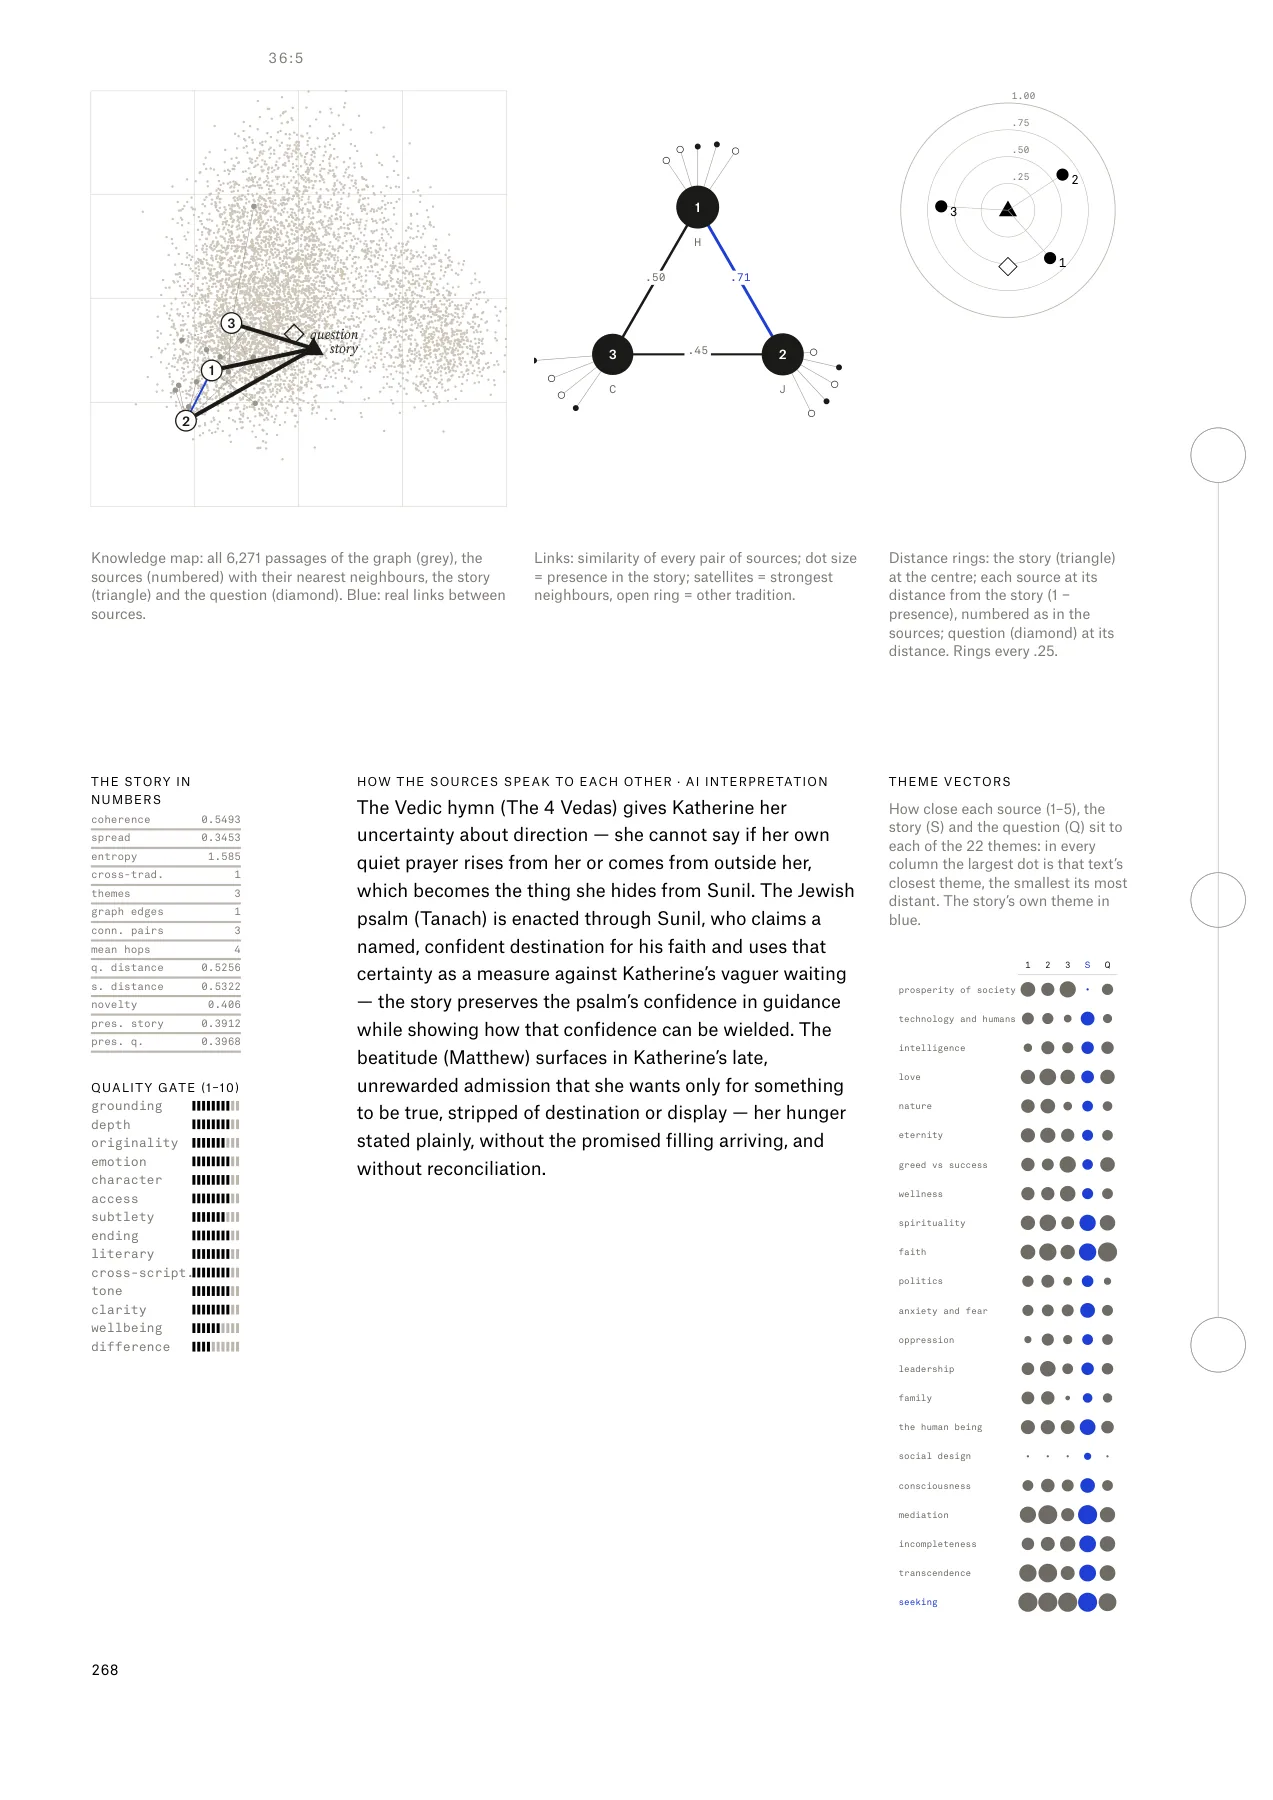 36:5
3
1
2
question
story
1
H
.50
.71
3
.45
2
C
J
1.00
.75
.50
.25
2
3
1
Knowledge map: all 6,271 passages of the graph (grey), the
sources (numbered) with their nearest neighbours, the story
(triangle) and the question (diamond). Blue: real links between
sources.
Links: similarity of every pair of sources; dot size
= presence in the story; satellites = strongest
neighbours, open ring = other tradition.
Distance rings: the story (triangle)
at the centre; each source at its
distance from the story (1 –
presence), numbered as in the
sources; question (diamond) at its
distance. Rings every .25.
THE STORY IN
NUMBERS
coherence 0.5493
spread 0.3453
entropy 1.585
cross-trad. 1
themes 3
graph edges 1
conn. pairs 3
mean hops 4
q. distance 0.5256
s. distance 0.5322
novelty 0.406
pres. story 0.3912
pres. q. 0.3968
QUALITY GATE (1–10)
grounding
depth
originality
emotion
character
access
subtlety
ending
literary
cross-script.
tone
clarity
wellbeing
difference
HOW THE SOURCES SPEAK TO EACH OTHER · AI INTERPRETATION
The Vedic hymn (The 4 Vedas) gives Katherine her
uncertainty about direction — she cannot say if her own
quiet prayer rises from her or comes from outside her,
which becomes the thing she hides from Sunil. The Jewish
psalm (Tanach) is enacted through Sunil, who claims a
named, confident destination for his faith and uses that
certainty as a measure against Katherine’s vaguer waiting
— the story preserves the psalm’s confidence in guidance
while showing how that confidence can be wielded. The
beatitude (Matthew) surfaces in Katherine’s late,
unrewarded admission that she wants only for something
to be true, stripped of destination or display — her hunger
stated plainly, without the promised filling arriving, and
without reconciliation.
THEME VECTORS
How close each source (1–5), the
story (S) and the question (Q) sit to
each of the 22 themes: in every
column the largest dot is that text’s
closest theme, the smallest its most
distant. The story’s own theme in
blue.
1 2 3 S Q
prosperity of society
technology and humans
intelligence
love
nature
eternity
greed vs success
wellness
spirituality
faith
politics
anxiety and fear
oppression
leadership
family
the human being
social design
consciousness
mediation
incompleteness
transcendence
seeking
268